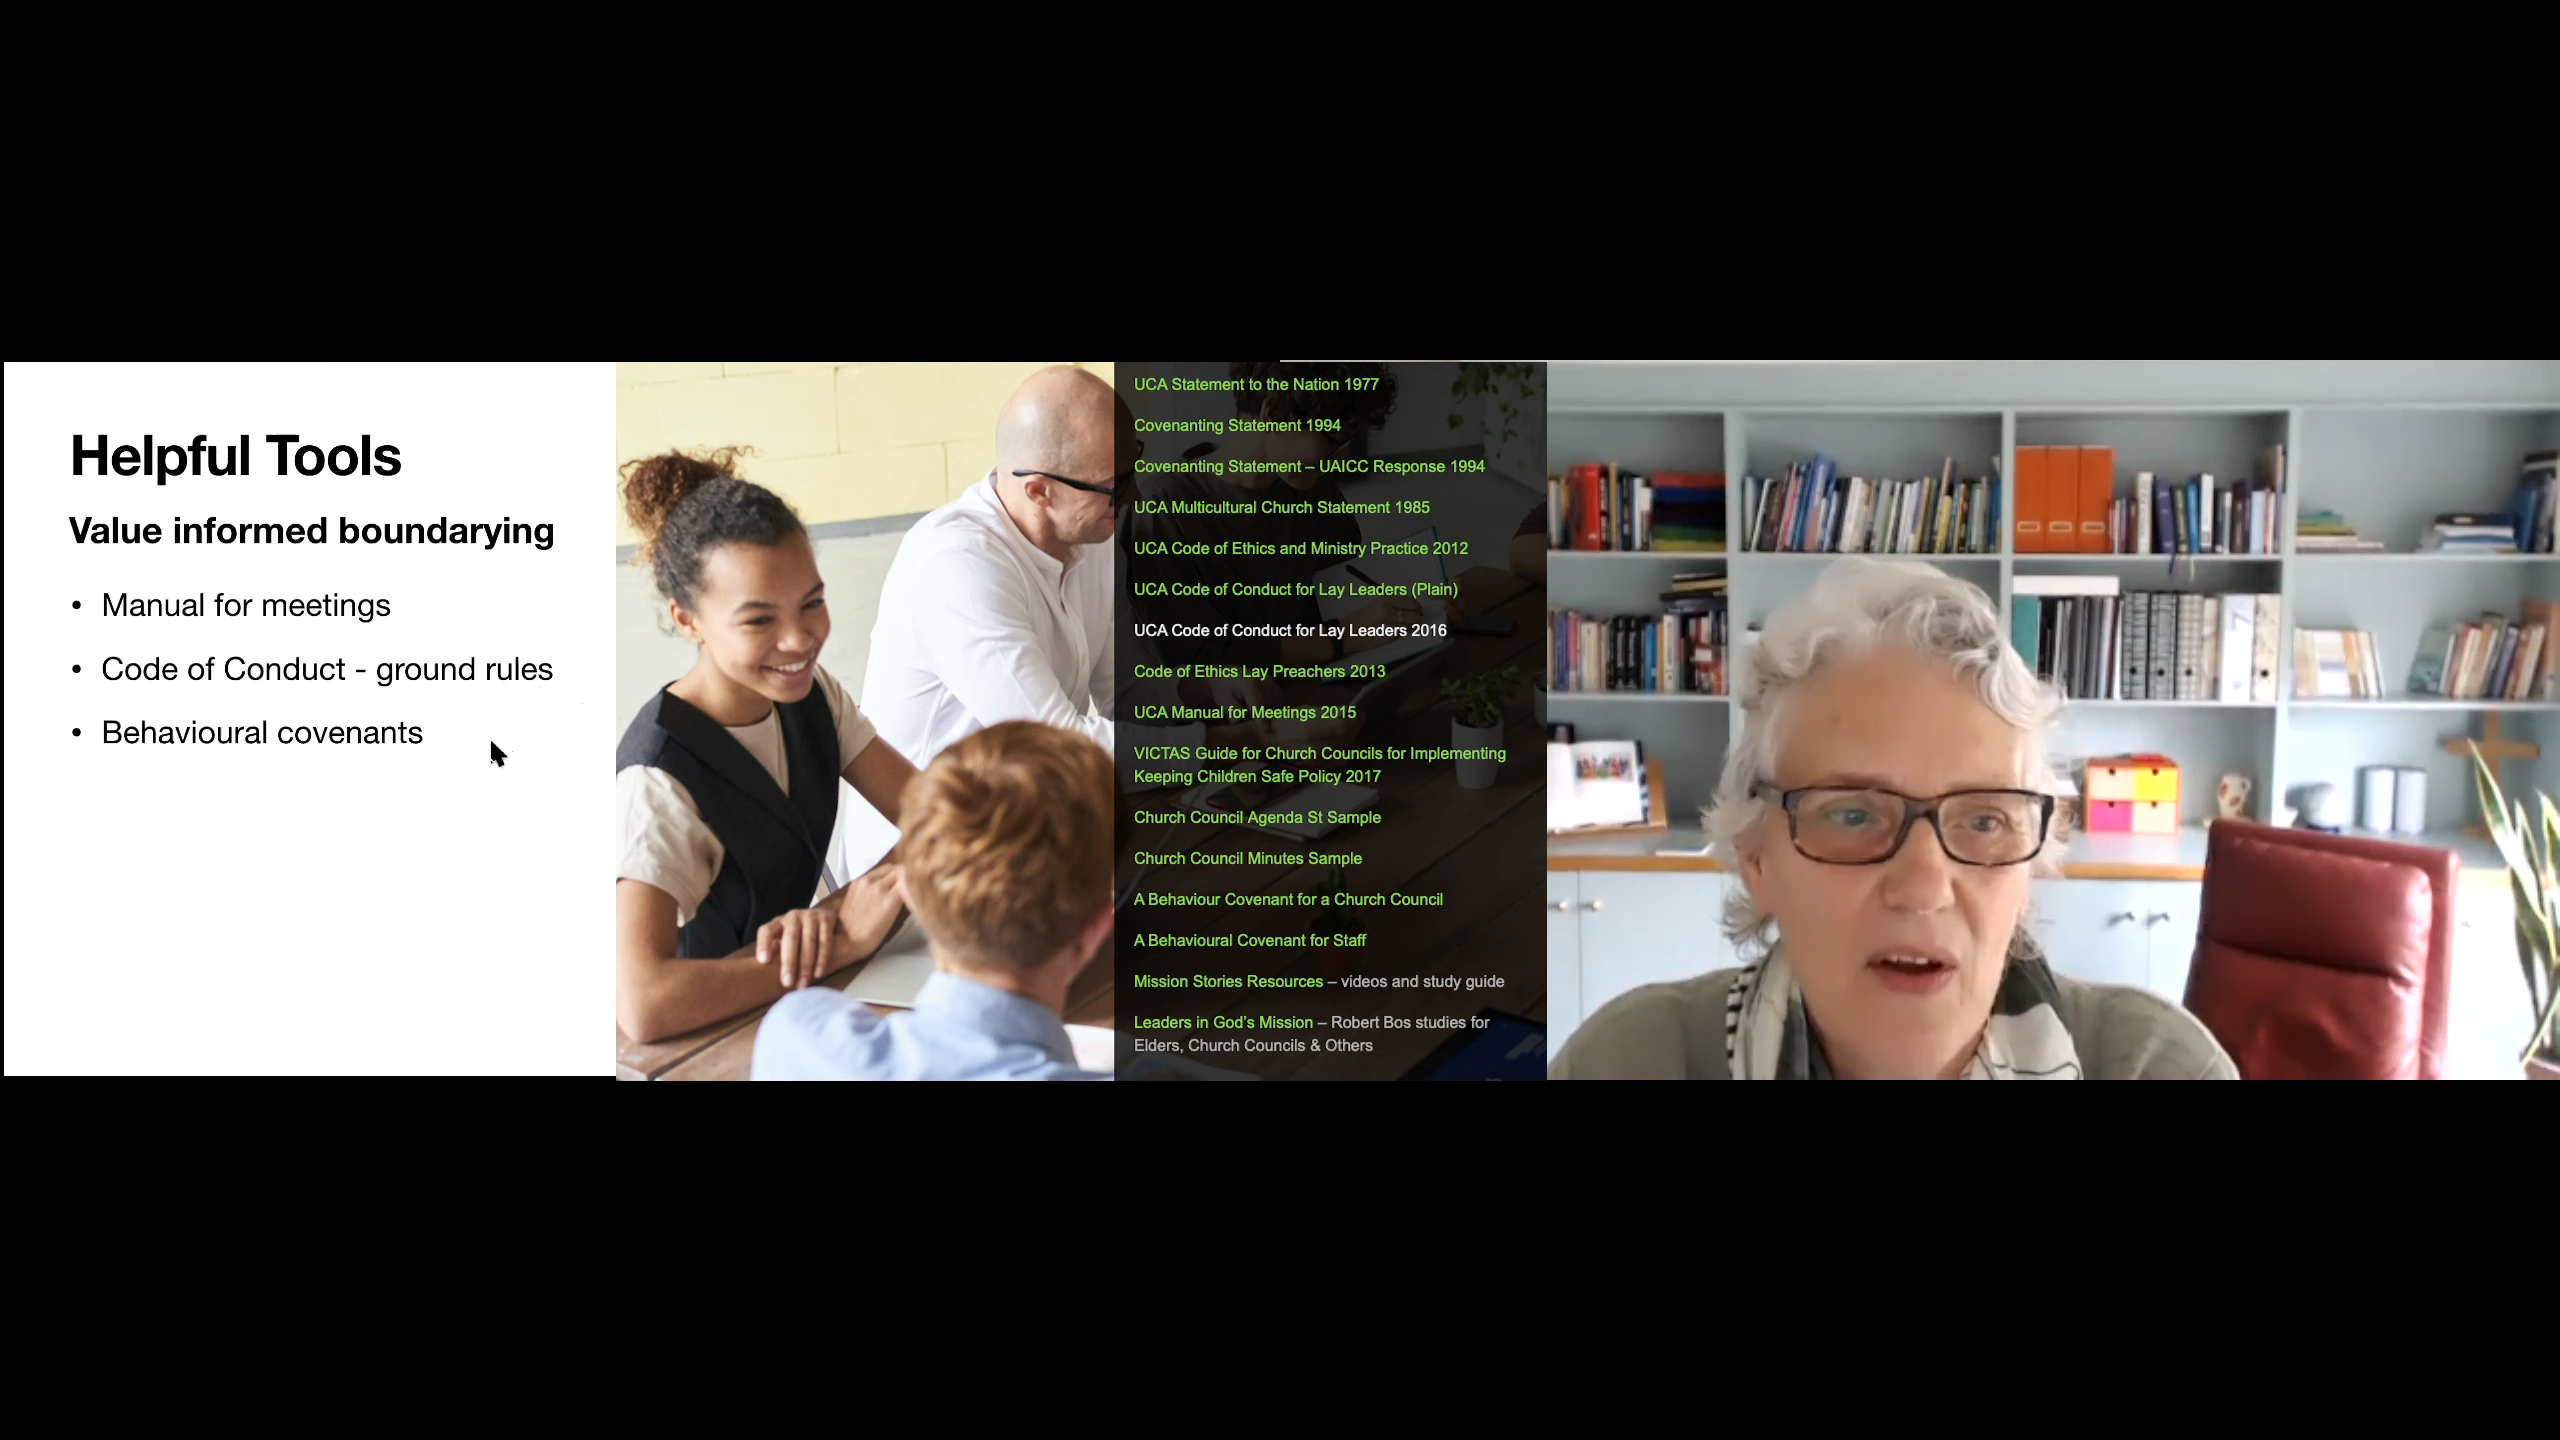 Helpful Tools
Value informed boundarying
• Manual for meetings
• Code of Conduct - ground rules
• Behavioural covenants
UCA Statement to the Nation 1977
Covenanting Statement 1994
Covenanting Statement – UAICC Response 1994
UCA Multicultural Church Statement 1985
UCA Code of Ethics and Ministry Practice 2012
UCA Code of Conduct for Lay Leaders (Plain)
UCA Code of Conduct for Lay Leaders 2016
Code of Ethics Lay Preachers 2013
UCA Manual for Meetings 2015
VICTAS Guide for Church Councils for Implementing
Keeping Children Safe Policy 2017
Church Council Agenda St Sample
Church Council Minutes Sample
A Behaviour Covenant for a Church Council
A Behavioural Covenant for Staff
Mission Stories Resources – videos and study guide
Leaders in God’s Mission – Robert Bos studies for
Elders, Church Councils & Others